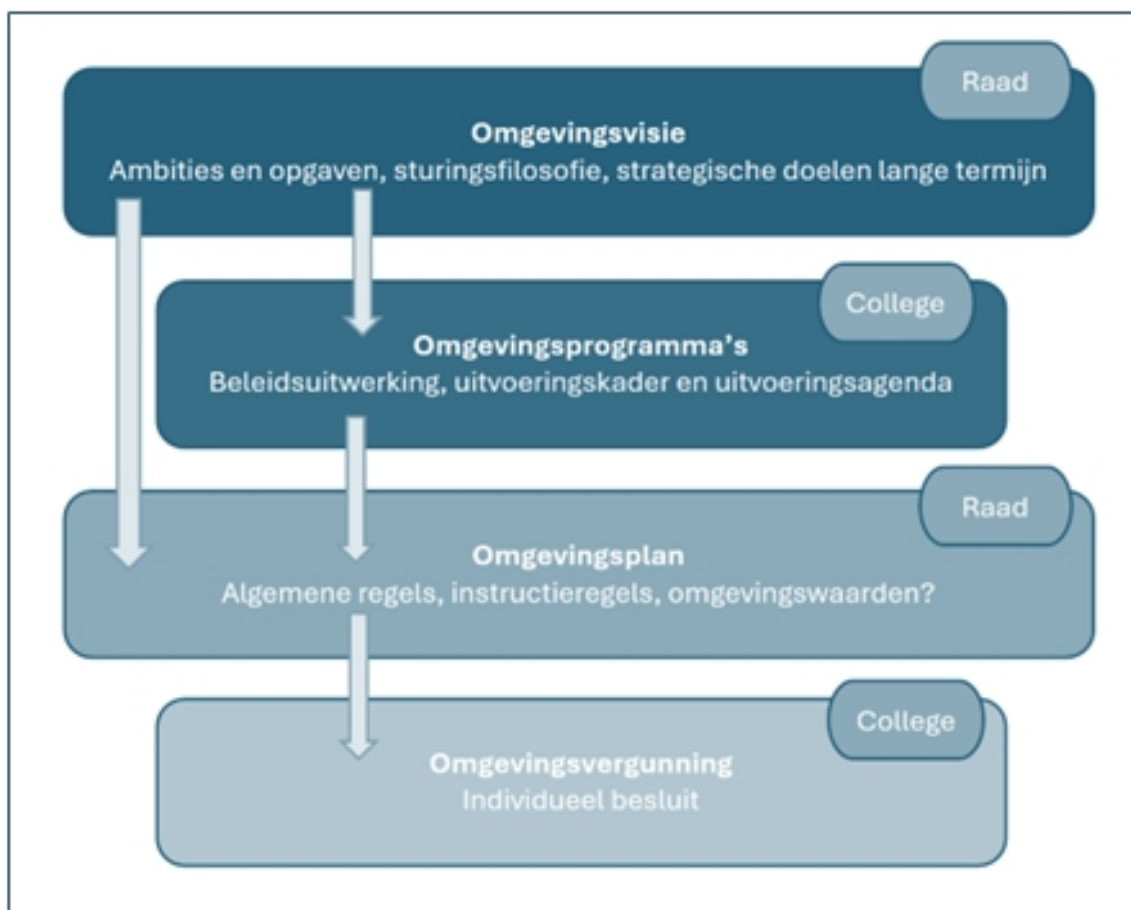 Raad
Omgevingsvisie
Ambities en opgaven, sturingsfilosofie, strategische doelen lange termijn
College
Omgevingsprogramma's
Beleidsuitwerking, uitvoeringskader en uitvoeringsagenda
Raad
Omgevingsplan
Algemene regels, instructieregels, omgevingswaarden?
College
Omgevingsvergunning
Individueel besluit